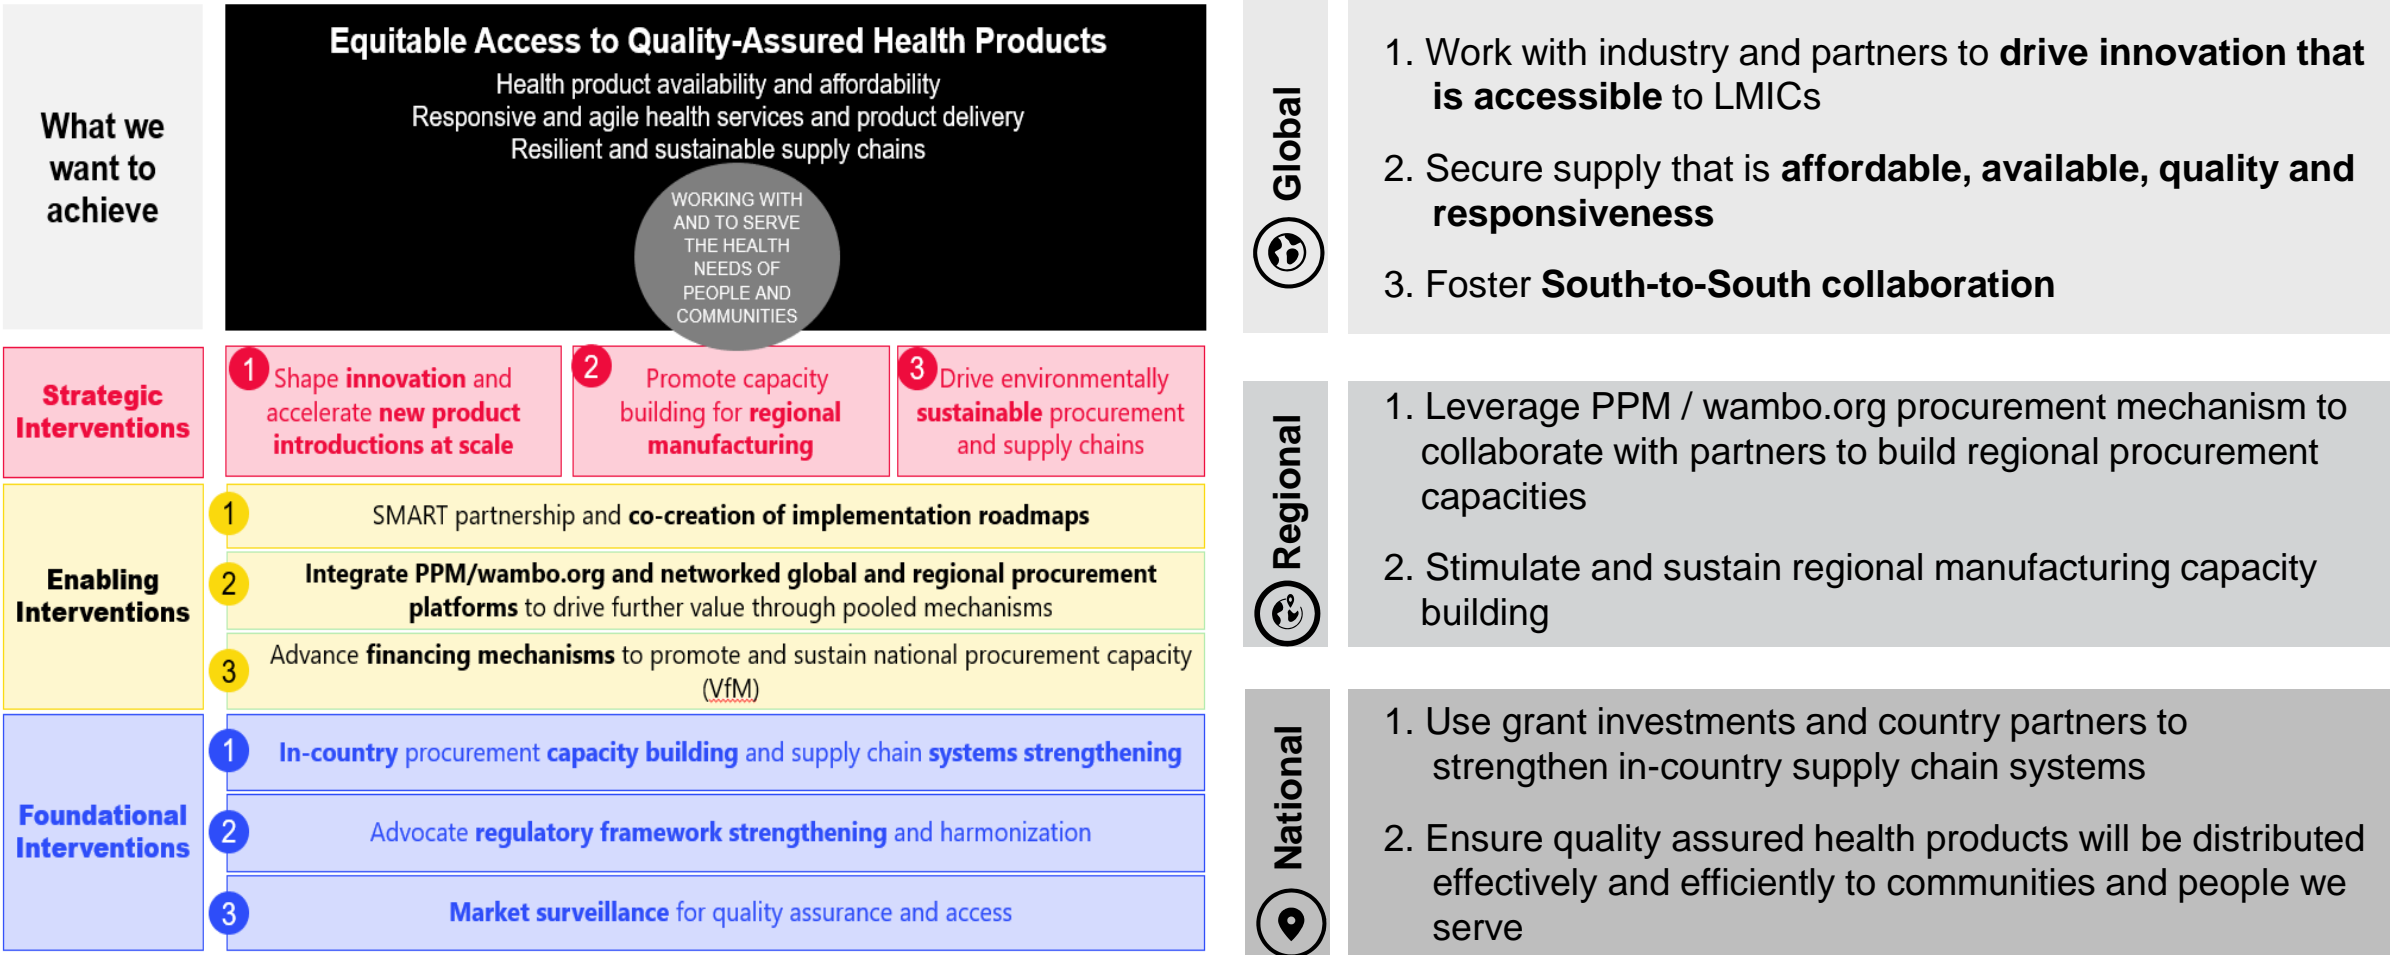 What we
want to
achieve
Equitable Access to Quality-Assured Health Products
Health product availability and affordability
Responsive and agile health services and product delivery
Resilient and sustainable supply chains
WORKING WITH
AND TO SERVE
THE HEALTH
NEEDS OF
PEOPLE AND
COMMUNITIES
Strategic
Interventions
1
Shape innovation and
accelerate new product
introductions at scale
2
Promote capacity
building for regional
manufacturing
3
Drive environmentally
sustainable procurement
and supply chains
Enabling
Interventions
1
SMART partnership and co-creation of implementation roadmaps
2
Integrate PPM/wambo.org and networked global and regional procurement
platforms to drive further value through pooled mechanisms
3
Advance financing mechanisms to promote and sustain national procurement capacity
(VfM)
Foundational
Interventions
1
In-country procurement capacity building and supply chain systems strengthening
2
Advocate regulatory framework strengthening and harmonization
3
Market surveillance for quality assurance and access
Global
1. Work with industry and partners to drive innovation that
is accessible to LMICs
2. Secure supply that is affordable, available, quality and
responsiveness
3. Foster South-to-South collaboration
Regional
1. Leverage PPM / wambo.org procurement mechanism to
collaborate with partners to build regional procurement
capacities
2. Stimulate and sustain regional manufacturing capacity
building
National
1. Use grant investments and country partners to
strengthen in-country supply chain systems
2. Ensure quality assured health products will be distributed
effectively and efficiently to communities and people we
serve